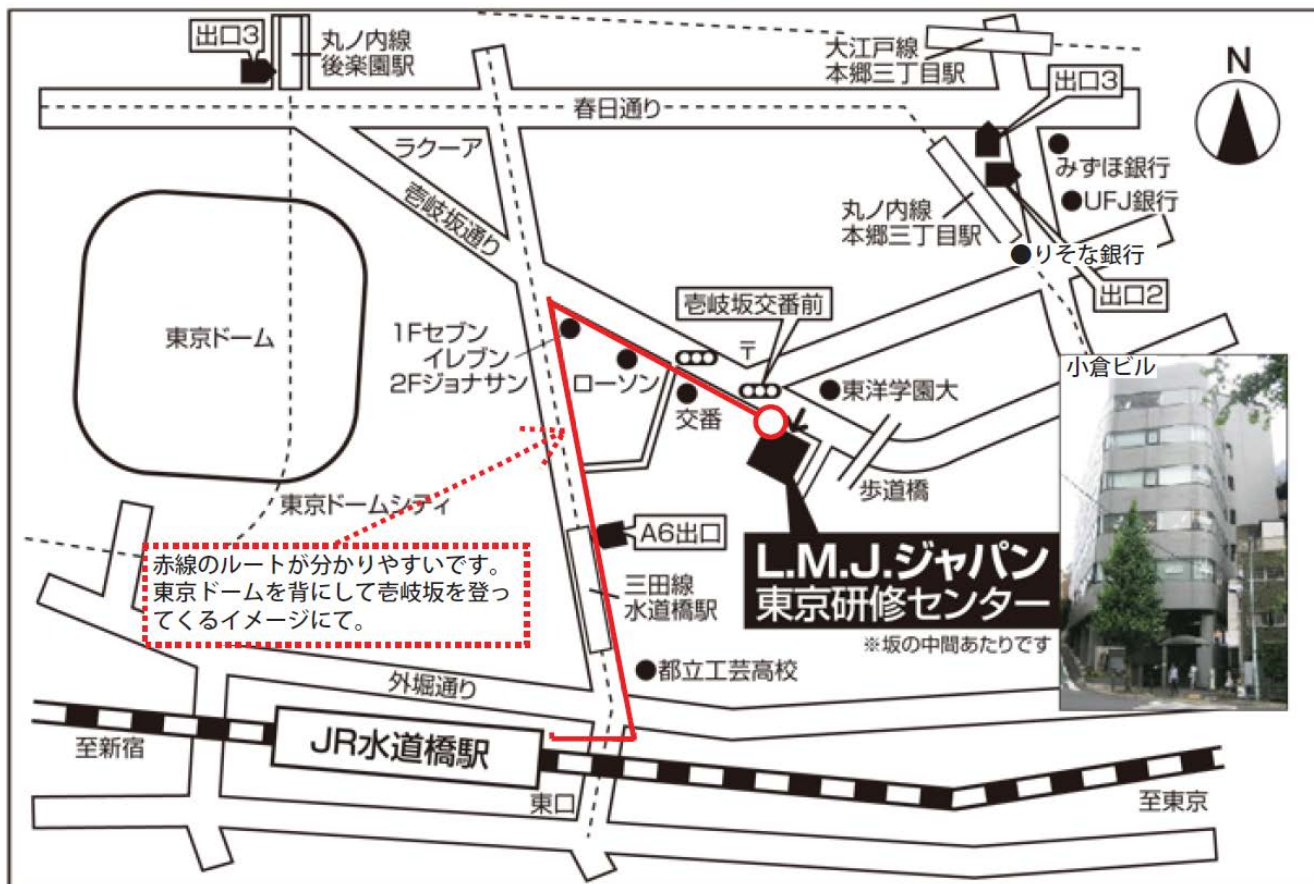 出口3
丸ノ内線
後楽園駅
大江戸線
本郷三丁目駅
N
出口3
春日通り
ラクーア
壱岐坂通り
みずほ銀行
UFJ銀行
丸ノ内線
本郷三丁目駅
りそな銀行
出口2
壱岐坂交番前
〒
東京ドーム
1Fセブン
イレブン
2Fジョナサン
ローソン
交番
東洋学園大
小倉ビル
歩道橋
東京ドームシティ
A6出口
赤線のルートが分かりやすいです。
東京ドームを背にして壱岐坂を登っ
てくるイメージにて。
三田線
水道橋駅
L.M.J.ジャパン
東京研修センター
※坂の中間あたりです
都立工芸高校
外堀通り
至新宿
JR水道橋駅
東口
至東京